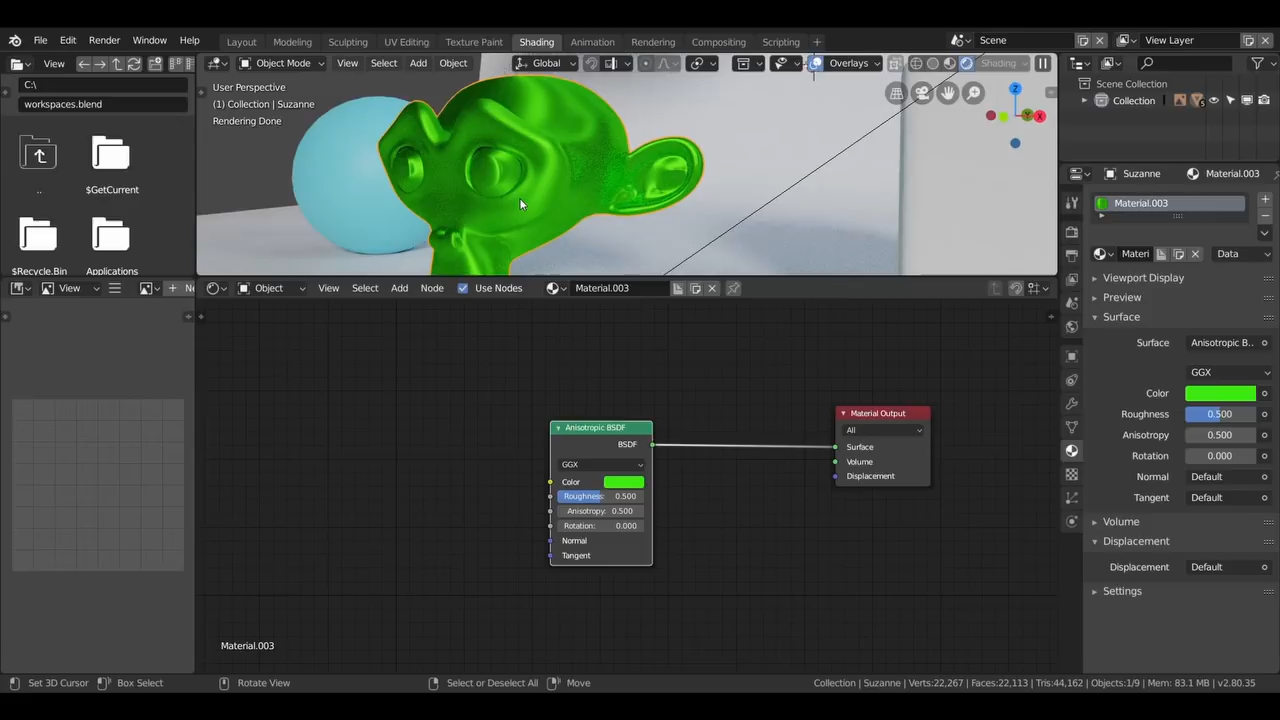 File Edit Render Window Help
Layout Modeling Sculpting UV Editing Texture Paint Shading Animation Rendering Compositing Scripting
Scene
View Layer
View
C:\
workspaces.blend
..
$GetCurrent
$Recycle.Bin
Applications
Object Mode View Select Add Object Global Overlays Shading
User Perspective
(1) Collection | Suzanne
Rendering Done
Z
Y
X
Scene Collection
Collection
View
Ne
Object View Select Add Node Use Nodes Material.003
Anisotropic BSDF
BSDF
GGX
Color
Roughness: 0.500
Anisotropy: 0.500
Rotation: 0.000
Normal
Tangent
Material Output
All
Surface
Volume
Displacement
Material.003
Suzanne Material.003
Material.003
Materi Data
Viewport Display
Preview
Surface
Surface Anisotropic B..
GGX
Color
Roughness 0.500
Anisotropy 0.500
Rotation 0.000
Normal Default
Tangent Default
Volume
Displacement
Displacement Default
Settings
Set 3D Cursor Box Select Rotate View Select or Deselect All Move
Collection | Suzanne | Verts:22,267 | Faces:22,113 | Tris:44,162 | Objects:1/9 | Mem: 83.1 MB | v2.80.35